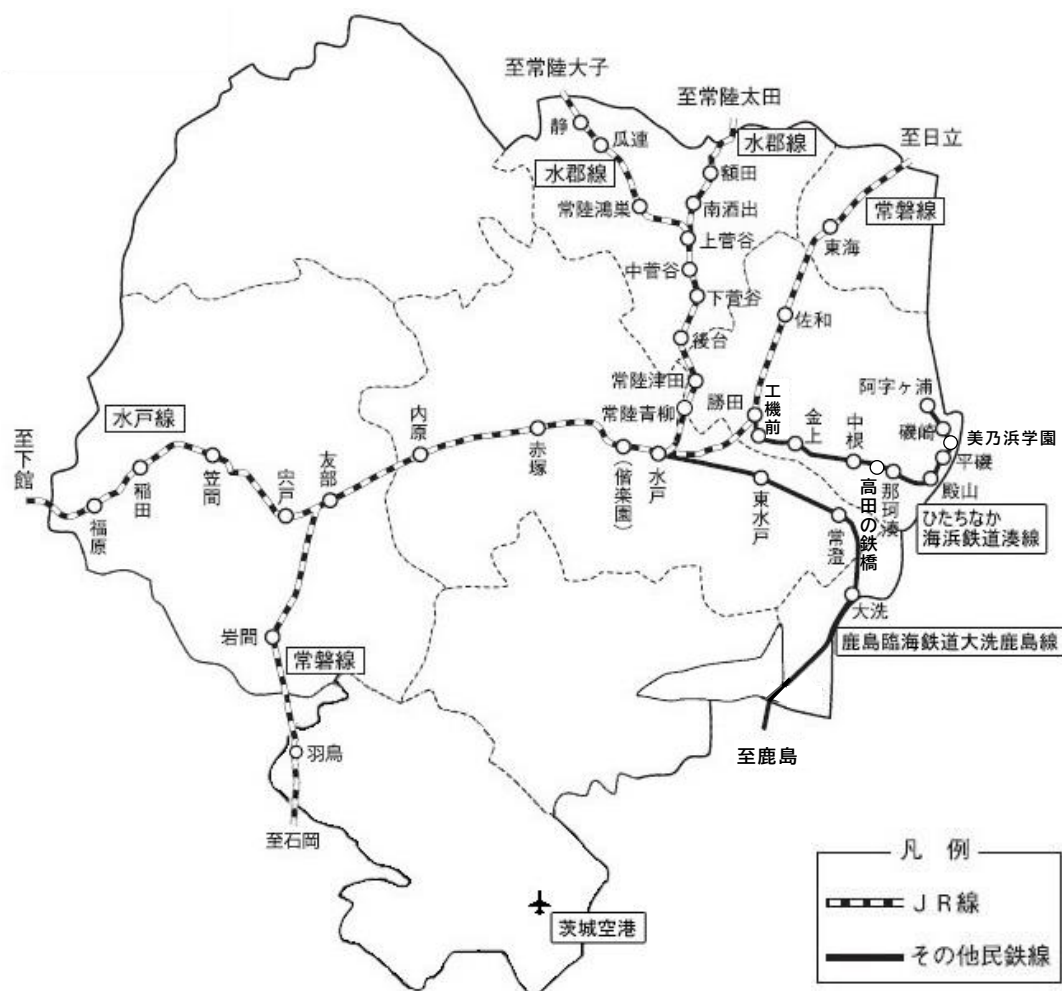 至常陸大子
至常陸太田
至日立
静
瓜連
水郡線
水郡線
額田
常陸鴻巣
南酒出
常磐線
上菅谷
東海
中菅谷
下菅谷
佐和
後台
常陸津田
阿字ヶ浦
水戸線
内原
常陸青柳
勝田
工機前
金上
中根
磯崎
美乃浜学園
至下館
稲田
笠間
宍戸
友部
赤塚
(偕楽園)
水戸
平磯
福原
東水戸
高田の鉄橋
那珂湊
殿山
常澄
ひたちなか
海浜鉄道湊線
大洗
岩間
常磐線
鹿島臨海鉄道大洗鹿島線
羽鳥
至鹿島
至石岡
茨城空港
凡 例
JR線
その他民鉄線